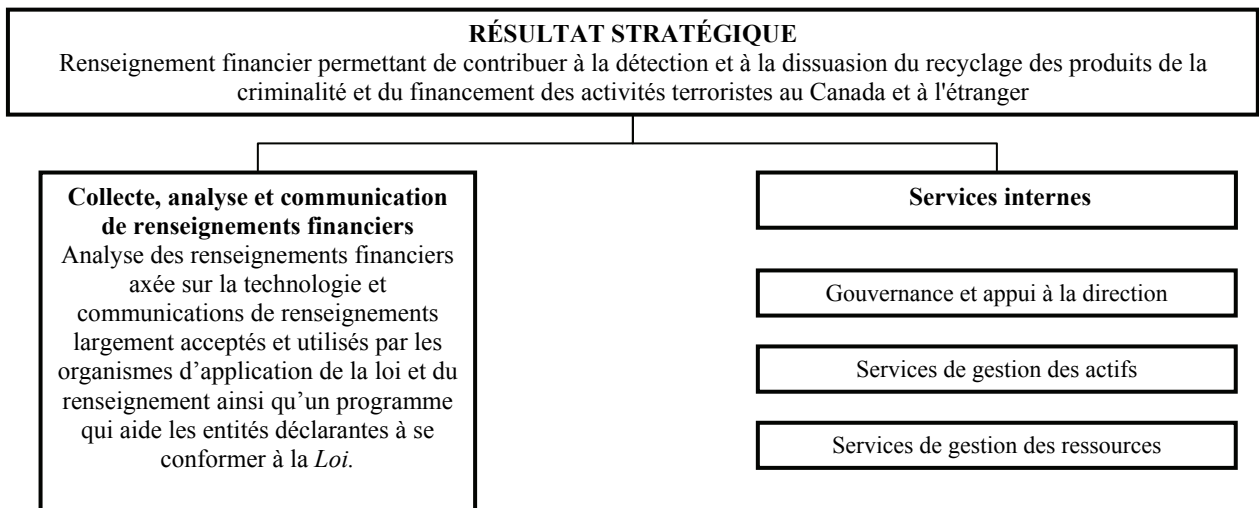 RÉSULTAT STRATÉGIQUE
Renseignement financier permettant de contribuer à la détection et à la dissuasion du recyclage des produits de la
criminalité et du financement des activités terroristes au Canada et à l'étranger
Collecte, analyse et communication
de renseignements financiers
Analyse des renseignements financiers
axée sur la technologie et
communications de renseignements
largement acceptés et utilisés par les
organismes d’application de la loi et du
renseignement ainsi qu’un programme
qui aide les entités déclarantes à se
conformer à la Loi.
Services internes
Gouvernance et appui à la direction
Services de gestion des actifs
Services de gestion des ressources